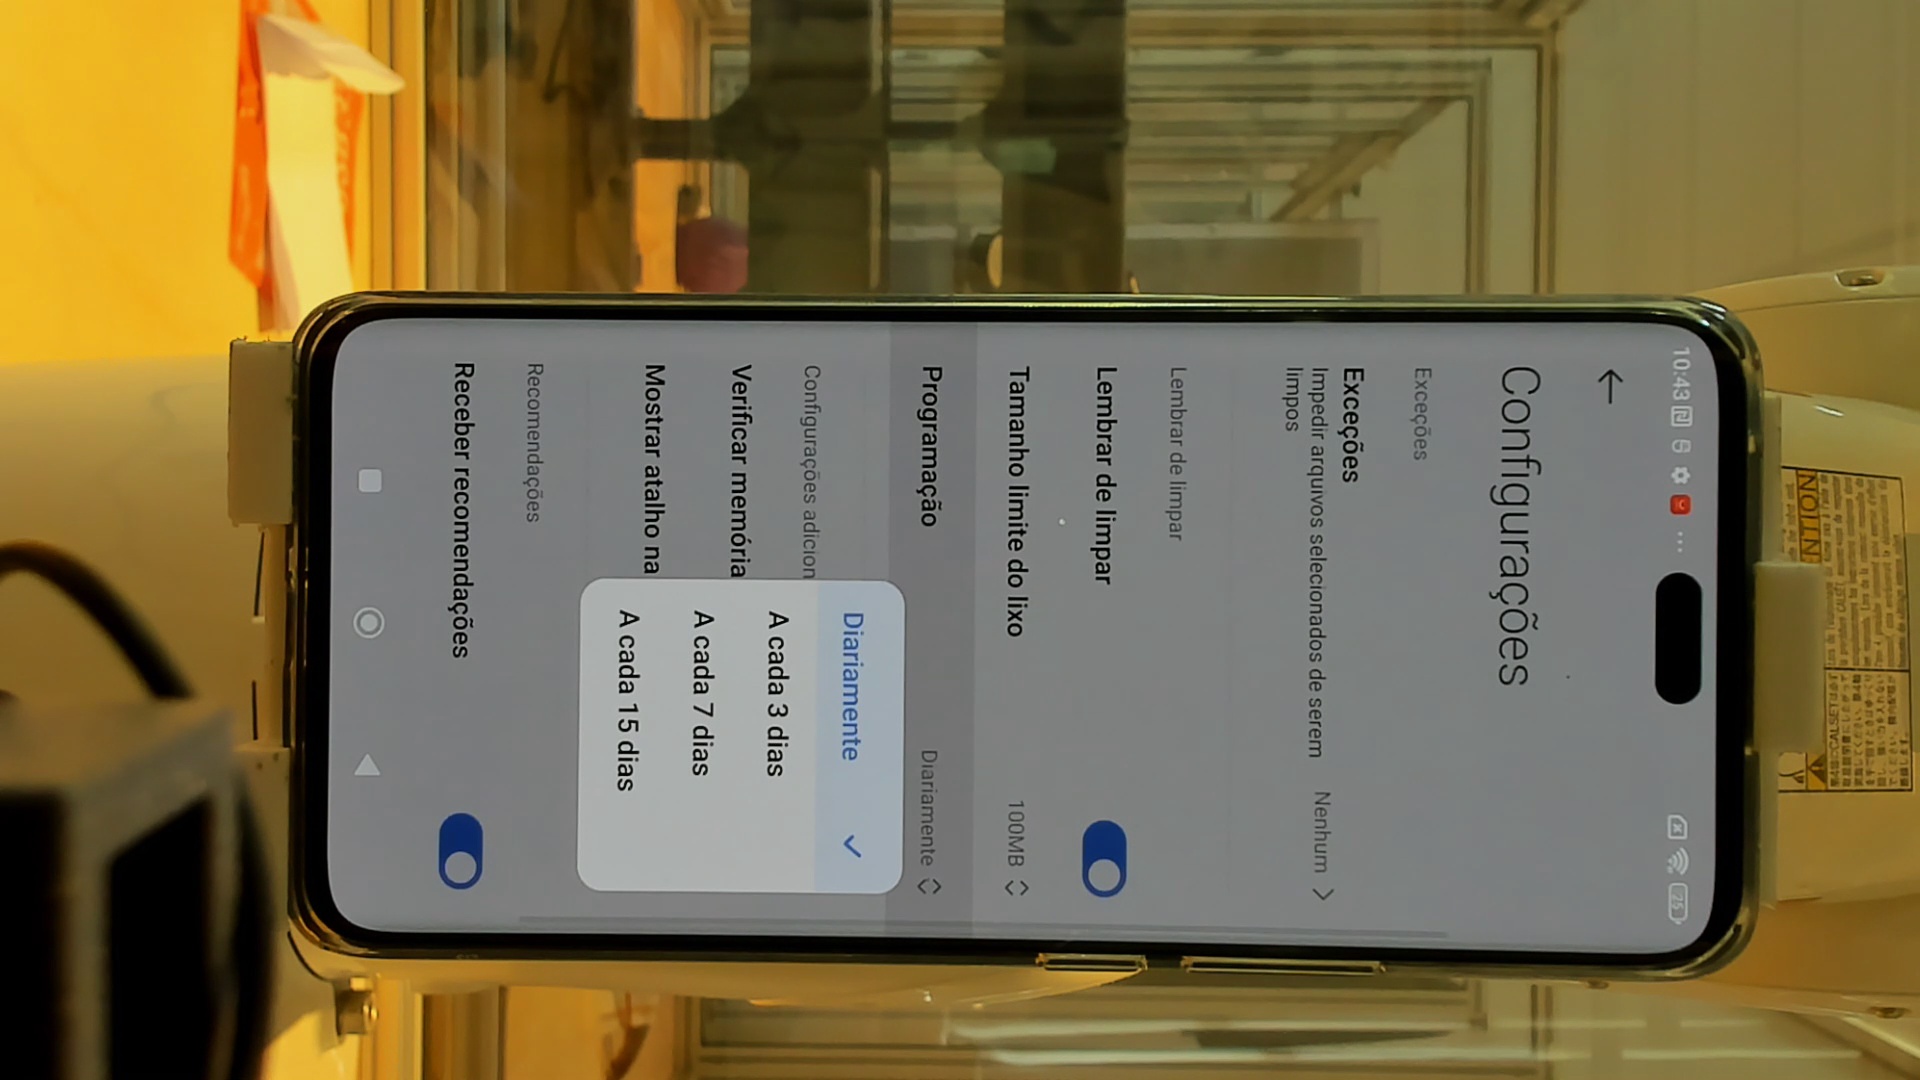 10:43
25
Configurações
Exceções
Exceções
Impedir arquivos selecionados de serem
limpos
Nenhum
Lembrar de limpar
Lembrar de limpar
Tamanho limite do lixo
100MB
Programação
Diariamente
Configurações adicion
Verificar memória
Mostrar atalho na
Diariamente
A cada 3 dias
A cada 7 dias
A cada 15 dias
Recomendações
Receber recomendações